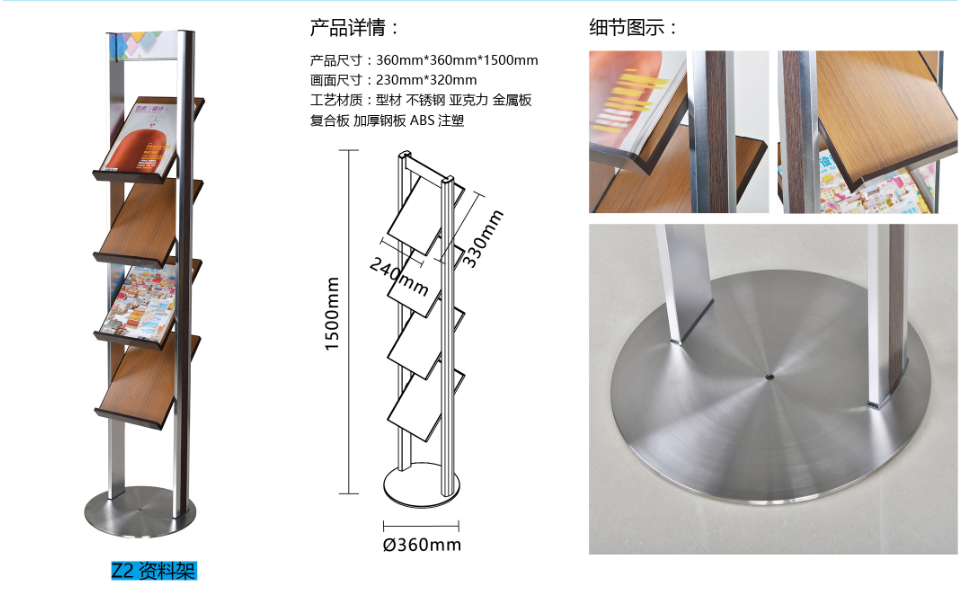 产品详情：
产品尺寸：360mm*360mm*1500mm
画面尺寸：230mm*320mm
工艺材质：型材 不锈钢 亚克力 金属板
复合板 加厚钢板 ABS 注塑
细节图示：
330mm
240mm
1500mm
Ø360mm
Z2 资料架